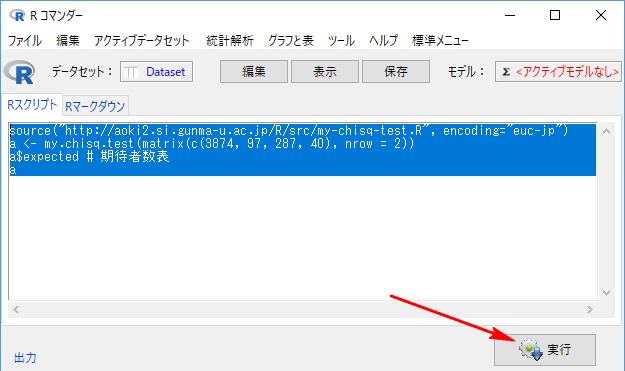 R コマンダー
ファイル 編集 アクティブデータセット 統計解析 グラフと表 ツール ヘルプ 標準メニュー
データセット： Dataset 編集 表示 保存 モデル： Σ <アクティブモデルなし>
Rスクリプト Rマークダウン
source("http://aoki2.si.gunma-u.ac.jp/R/src/my-chisq-test.R", encoding="euc-jp")
a <- my.chisq.test(matrix(c(3874, 97, 287, 40), nrow = 2))
a$expected # 期待者数表
a
実行
出力